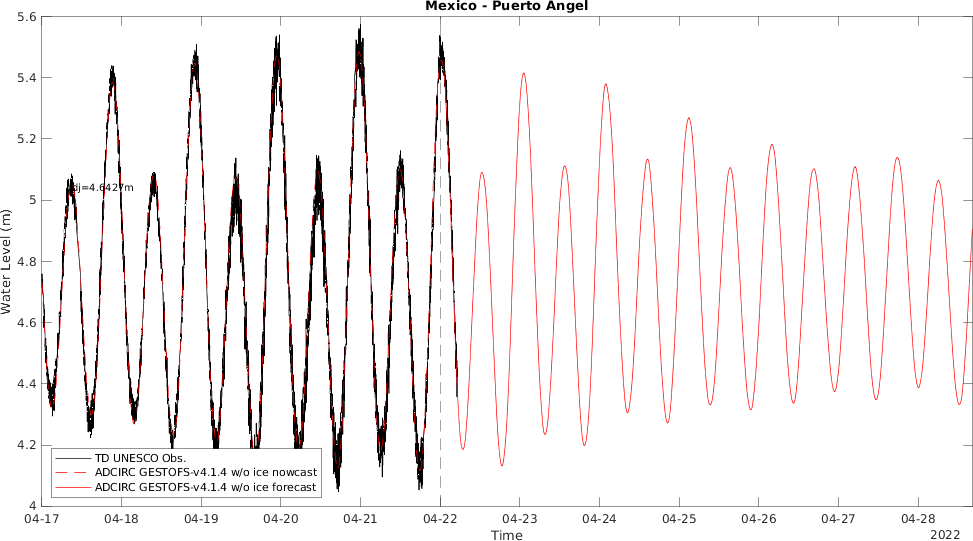 Mexico - Puerto Angel
5.6
5.4
5.2
5
4.8
4.6
4.4
4.2
4
Water Level (m)
dj=4.6427m
TD UNESCO Obs.
ADCIRC GESTOFS-v4.1.4 w/o ice nowcast
ADCIRC GESTOFS-v4.1.4 w/o ice forecast
04-17 04-18 04-19 04-20 04-21 04-22 04-23 04-24 04-25 04-26 04-27 04-28
Time
2022